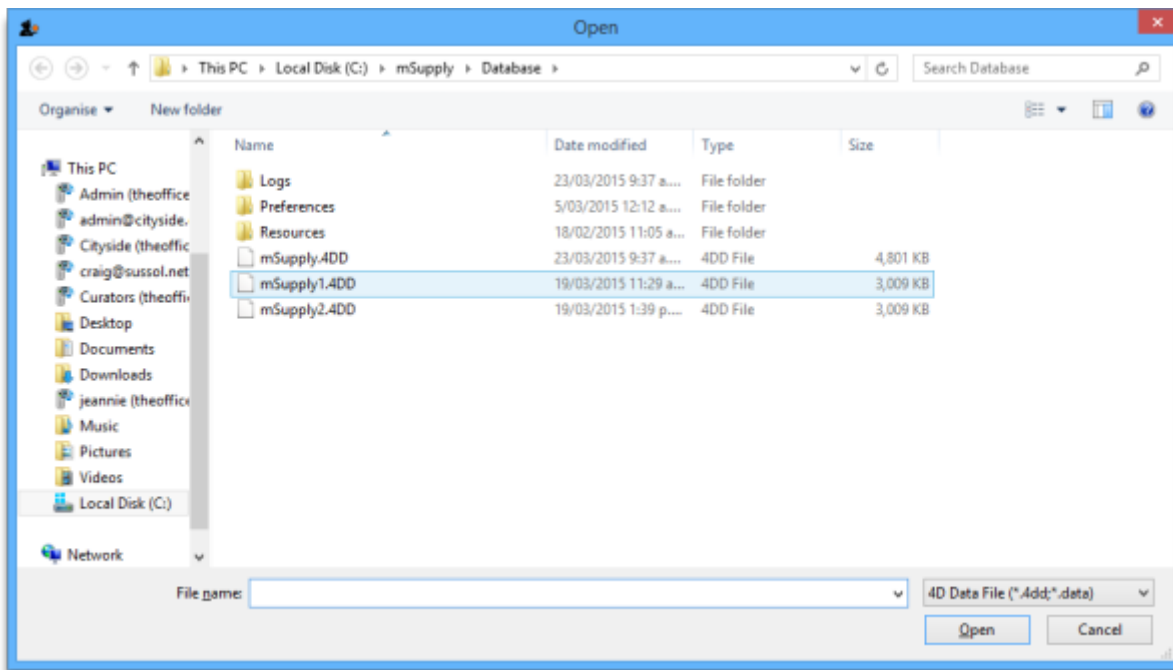 Open
This PC Local Disk (C:) mSupply Database
Search Database
Organise New folder
Name Date modified Type Size
This PC
Admin (theoffice
admin@cityside.
Cityside (theoffic
craig@sussol.net
Curators (theoffi
Desktop
Documents
Downloads
jeannie (theoffice
Music
Pictures
Videos
Local Disk (C:)
Network
Logs 23/03/2015 9:37 a.... File folder
Preferences 5/03/2015 12:12 a.... File folder
Resources 18/02/2015 11:05 a... File folder
mSupply.4DD 23/03/2015 9:37 a.... 4DD File 4,801 KB
mSupply1.4DD 19/03/2015 11:29 a... 4DD File 3,009 KB
mSupply2.4DD 19/03/2015 1:39 p.... 4DD File 3,009 KB
File name: 4D Data File (*.4dd;*.data)
Open Cancel